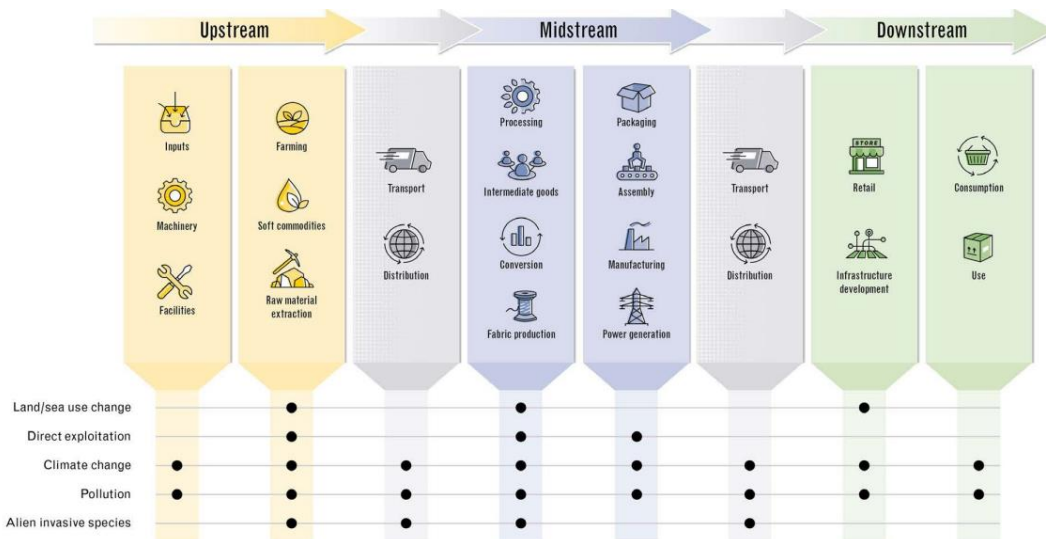 Upstream
Midstream
Downstream
Inputs
Machinery
Facilities
Farming
Soft commodities
Raw material
extraction
Transport
Distribution
Processing
Intermediate goods
Conversion
Fabric production
Packaging
Assembly
Manufacturing
Power generation
Transport
Distribution
STORE
Retail
Infrastructure
development
Consumption
Use
Land/sea use change
Direct exploitation
Climate change
Pollution
Alien invasive species